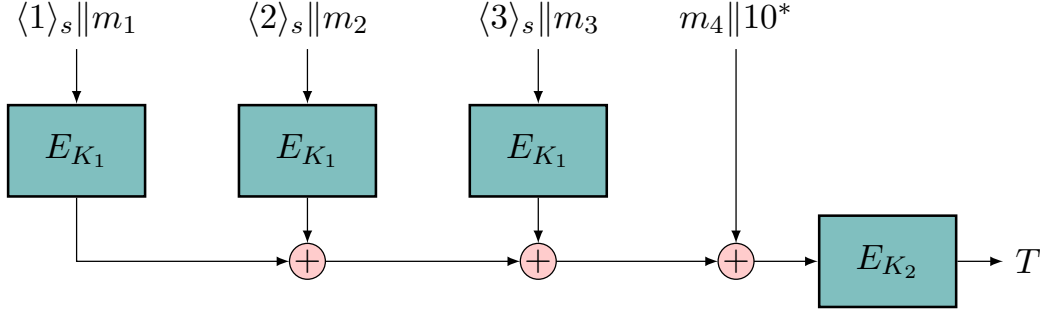 ⟨1⟩ₛ‖m₁ ⟨2⟩ₛ‖m₂ ⟨3⟩ₛ‖m₃ m₄‖10*
E_{K₁} E_{K₁} E_{K₁}
+ + + E_{K₂} T